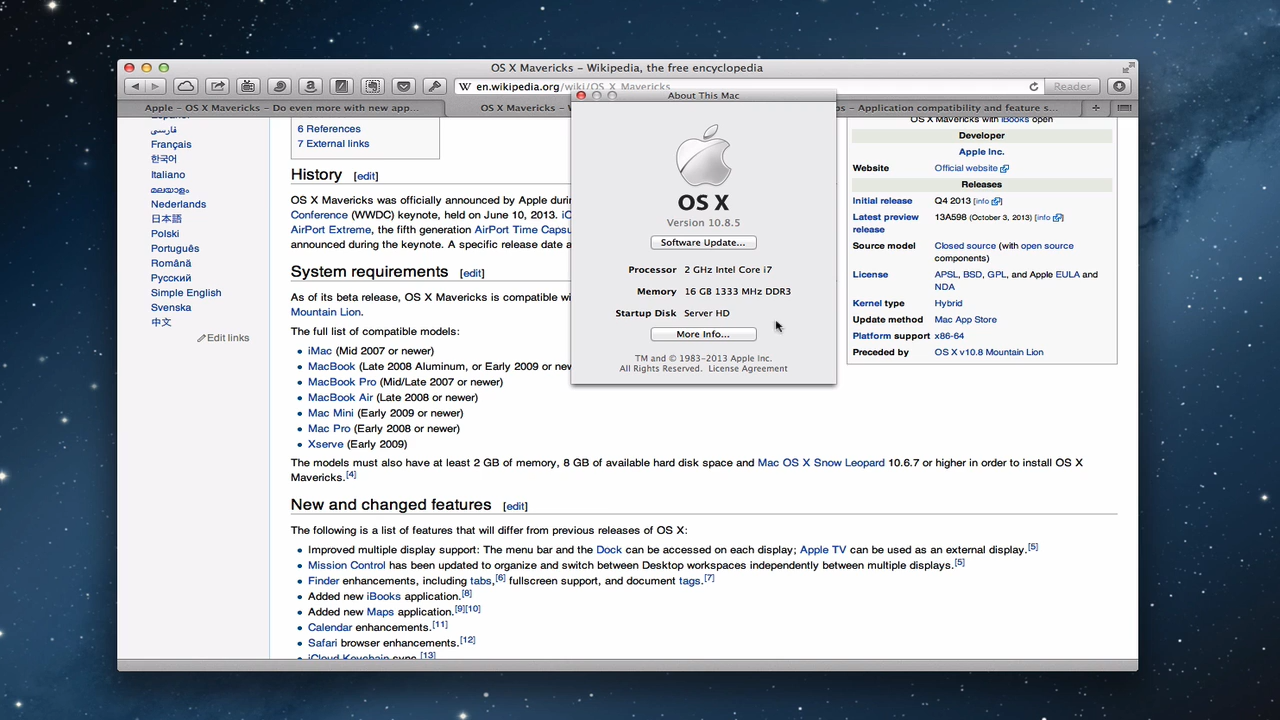 OS X Mavericks – Wikipedia, the free encyclopedia
en.wikipedia.org/wiki/OS_X_Mavericks
Reader
Apple – OS X Mavericks – Do even more with new app...
OS X Mavericks – W
os – Application compatibility and feature s...
فارسی
Français
한국어
Italiano
മലയാളം
Nederlands
日本語
Polski
Português
Română
Русский
Simple English
Svenska
中文
Edit links
6 References
7 External links
History [edit]
OS X Mavericks was officially announced by Apple duri
Conference (WWDC) keynote, held on June 10, 2013. iO
AirPort Extreme, the fifth generation AirPort Time Capsu
announced during the keynote. A specific release date a
System requirements [edit]
As of its beta release, OS X Mavericks is compatible wi
Mountain Lion.
The full list of compatible models:
iMac (Mid 2007 or newer)
MacBook (Late 2008 Aluminum, or Early 2009 or new
MacBook Pro (Mid/Late 2007 or newer)
MacBook Air (Late 2008 or newer)
Mac Mini (Early 2009 or newer)
Mac Pro (Early 2008 or newer)
Xserve (Early 2009)
The models must also have at least 2 GB of memory, 8 GB of available hard disk space and Mac OS X Snow Leopard 10.6.7 or higher in order to install OS X
Mavericks.[4]
New and changed features [edit]
The following is a list of features that will differ from previous releases of OS X:
Improved multiple display support: The menu bar and the Dock can be accessed on each display; Apple TV can be used as an external display.[5]
Mission Control has been updated to organize and switch between Desktop workspaces independently between multiple displays.[5]
Finder enhancements, including tabs,[6] fullscreen support, and document tags.[7]
Added new iBooks application.[8]
Added new Maps application.[9][10]
Calendar enhancements.[11]
Safari browser enhancements.[12]
iCloud Keychain sync.[13]
About This Mac
OS X
Version 10.8.5
Software Update...
Processor 2 GHz Intel Core i7
Memory 16 GB 1333 MHz DDR3
Startup Disk Server HD
More Info...
TM and © 1983–2013 Apple Inc.
All Rights Reserved. License Agreement
OS X Mavericks with iBooks open
Developer
Apple Inc.
Website Official website
Releases
Initial release Q4 2013 [info]
Latest preview release 13A598 (October 3, 2013) [info]
Source model Closed source (with open source
components)
License APSL, BSD, GPL, and Apple EULA and
NDA
Kernel type Hybrid
Update method Mac App Store
Platform support x86-64
Preceded by OS X v10.8 Mountain Lion